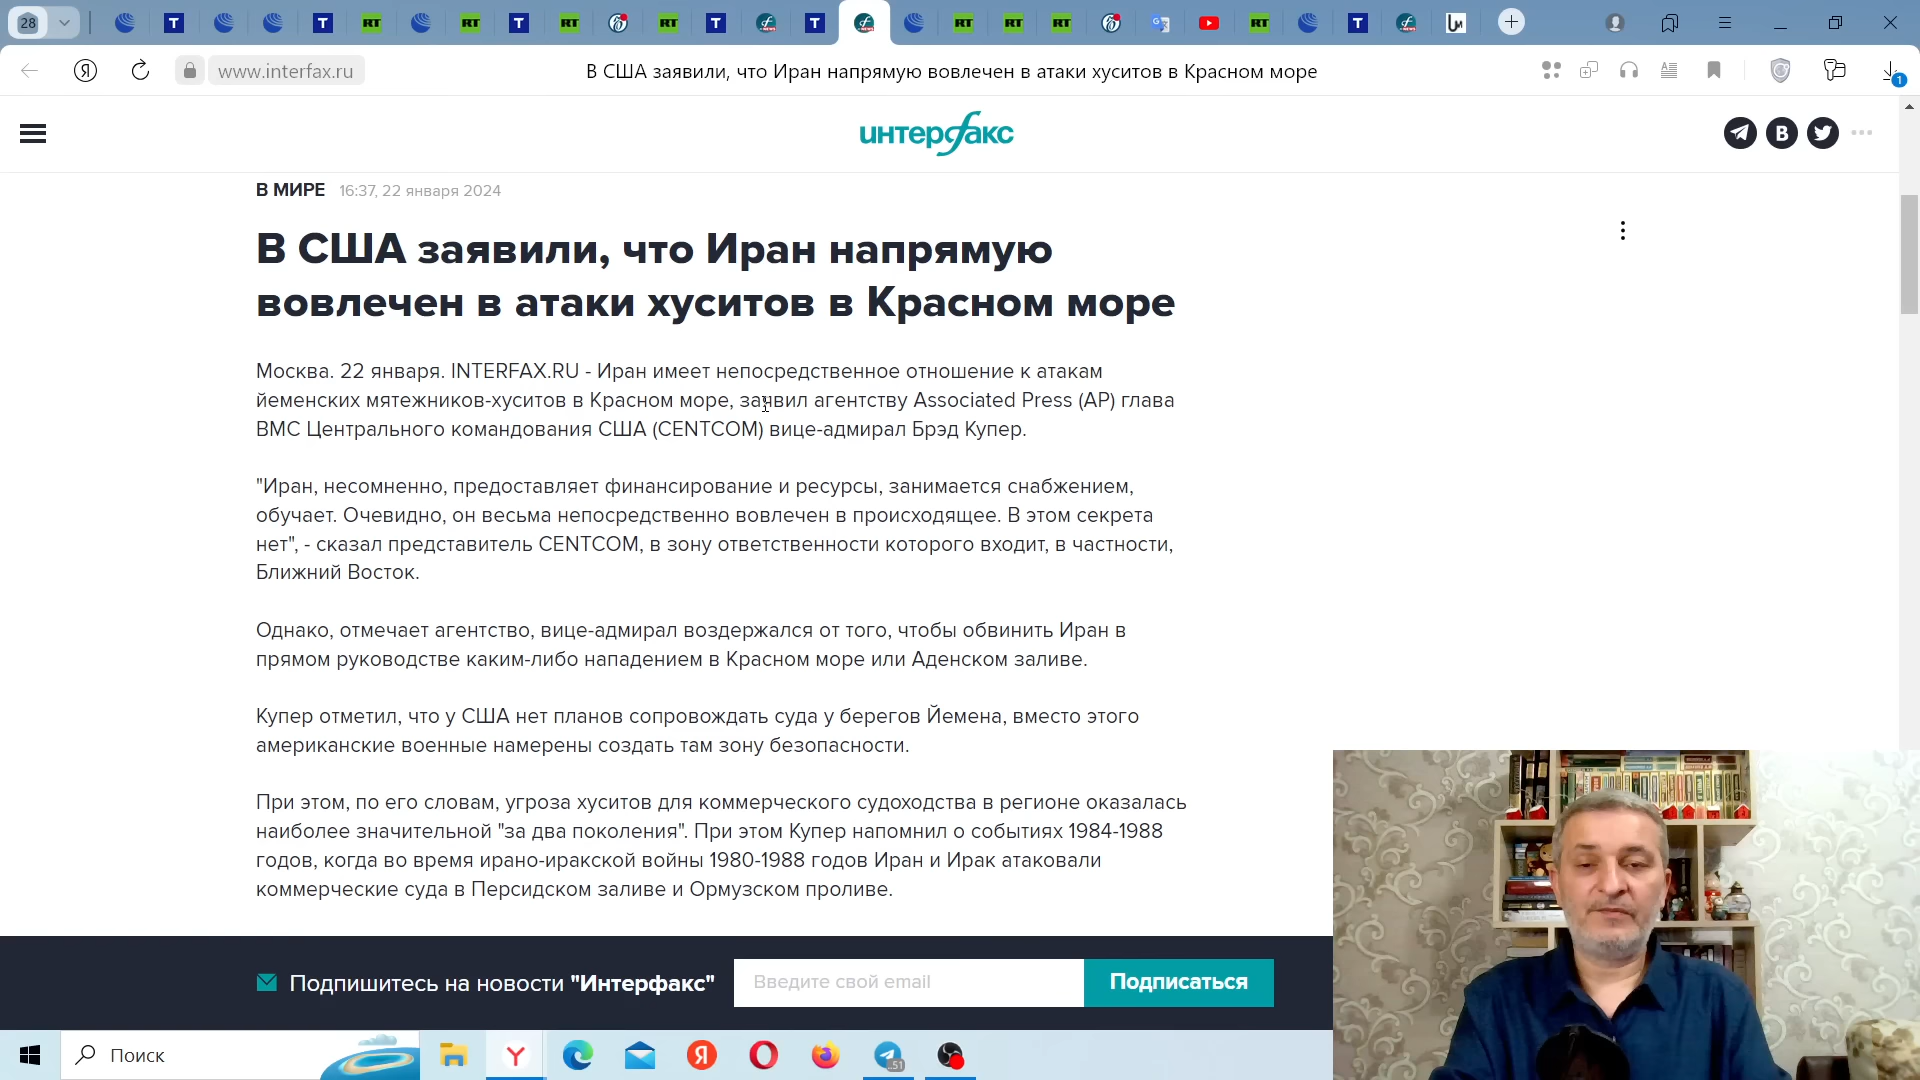 28
www.interfax.ru
В США заявили, что Иран напрямую вовлечен в атаки хуситов в Красном море
1
интерфакс
В МИРЕ 16:37, 22 января 2024
В США заявили, что Иран напрямую
вовлечен в атаки хуситов в Красном море
Москва. 22 января. INTERFAX.RU - Иран имеет непосредственное отношение к атакам
йеменских мятежников-хуситов в Красном море, заявил агентству Associated Press (AP) глава
ВМС Центрального командования США (CENTCOM) вице-адмирал Брэд Купер.
"Иран, несомненно, предоставляет финансирование и ресурсы, занимается снабжением,
обучает. Очевидно, он весьма непосредственно вовлечен в происходящее. В этом секрета
нет", - сказал представитель CENTCOM, в зону ответственности которого входит, в частности,
Ближний Восток.
Однако, отмечает агентство, вице-адмирал воздержался от того, чтобы обвинить Иран в
прямом руководстве каким-либо нападением в Красном море или Аденском заливе.
Купер отметил, что у США нет планов сопровождать суда у берегов Йемена, вместо этого
американские военные намерены создать там зону безопасности.
При этом, по его словам, угроза хуситов для коммерческого судоходства в регионе оказалась
наиболее значительной "за два поколения". При этом Купер напомнил о событиях 1984-1988
годов, когда во время ирано-иракской войны 1980-1988 годов Иран и Ирак атаковали
коммерческие суда в Персидском заливе и Ормузском проливе.
Подпишитесь на новости "Интерфакс"
Введите свой email
Подписаться
Поиск